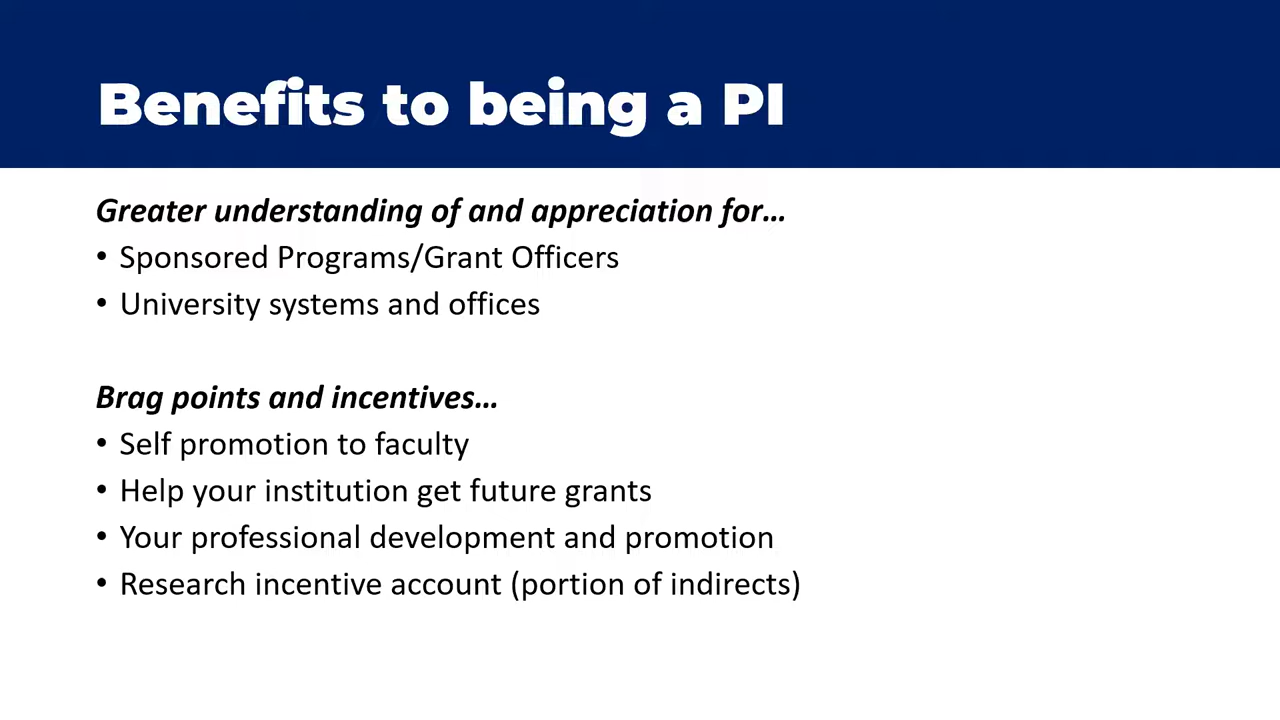 Benefits to being a PI
Greater understanding of and appreciation for…
• Sponsored Programs/Grant Officers
• University systems and offices
Brag points and incentives…
• Self promotion to faculty
• Help your institution get future grants
• Your professional development and promotion
• Research incentive account (portion of indirects)